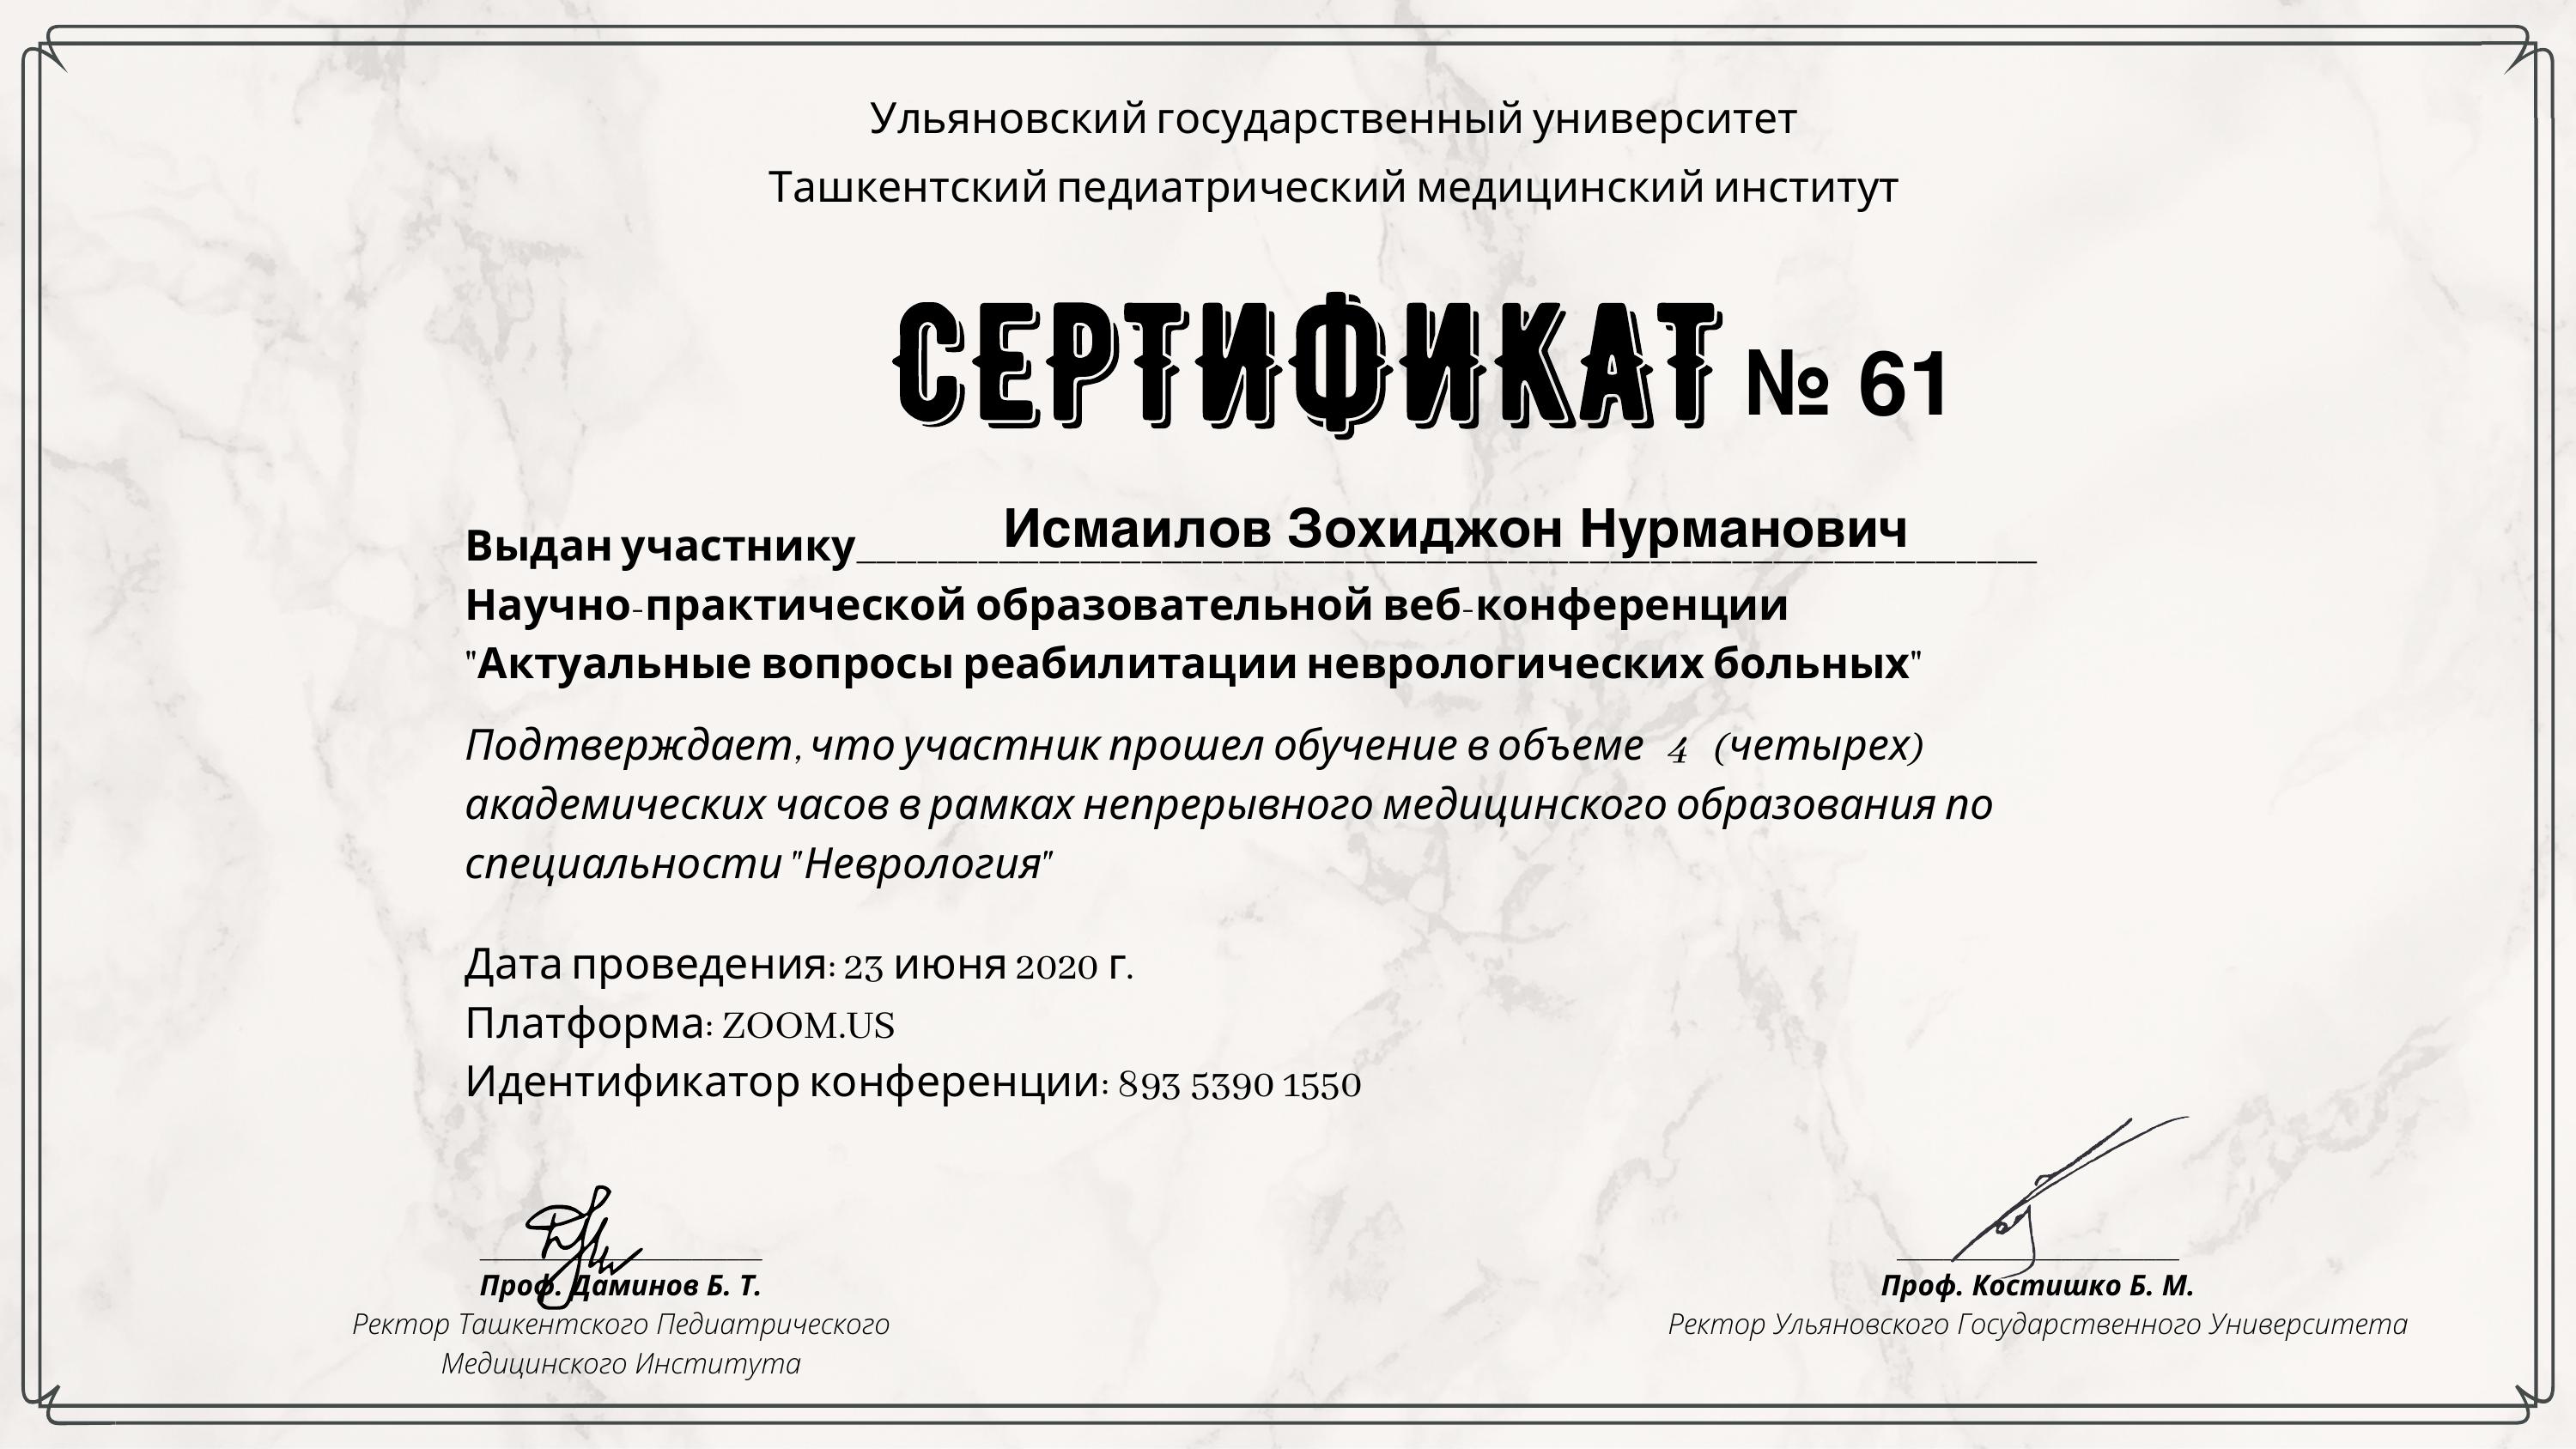 Ульяновский государственный университет
Ташкентский педиатрический медицинский институт
СЕРТИФИКАТ № 61
Выдан участнику Исмаилов Зохиджон Нурманович
Научно-практической образовательной веб-конференции
"Актуальные вопросы реабилитации неврологических больных"
Подтверждает, что участник прошел обучение в объеме 4 (четырех)
академических часов в рамках непрерывного медицинского образования по
специальности "Неврология"
Дата проведения: 23 июня 2020 г.
Платформа: ZOOM.US
Идентификатор конференции: 893 5390 1550
Проф. Даминов Б. Т.
Ректор Ташкентского Педиатрического
Медицинского Института
Проф. Костишко Б. М.
Ректор Ульяновского Государственного Университета